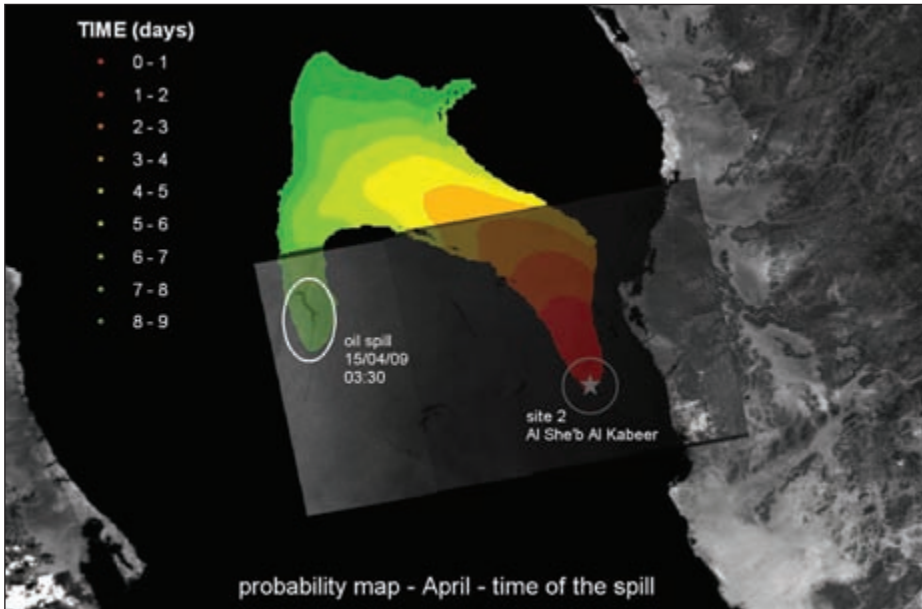 TIME (days)
0 - 1
1 - 2
2 - 3
3 - 4
4 - 5
5 - 6
6 - 7
7 - 8
8 - 9
oil spill
15/04/09
03:30
site 2
Al She'b Al Kabeer
probability map - April - time of the spill